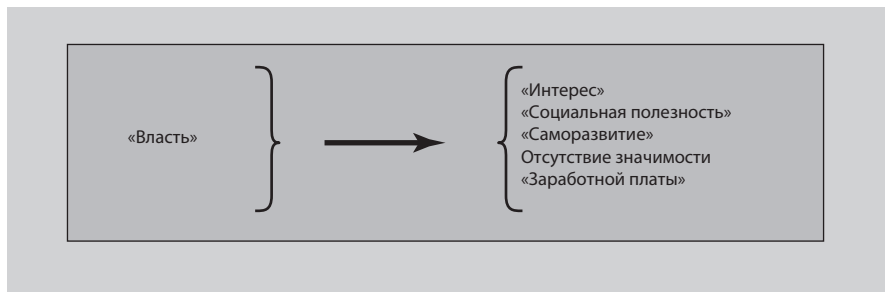 «Власть»
«Интерес»
«Социальная полезность»
«Саморазвитие»
Отсутствие значимости
«Заработной платы»